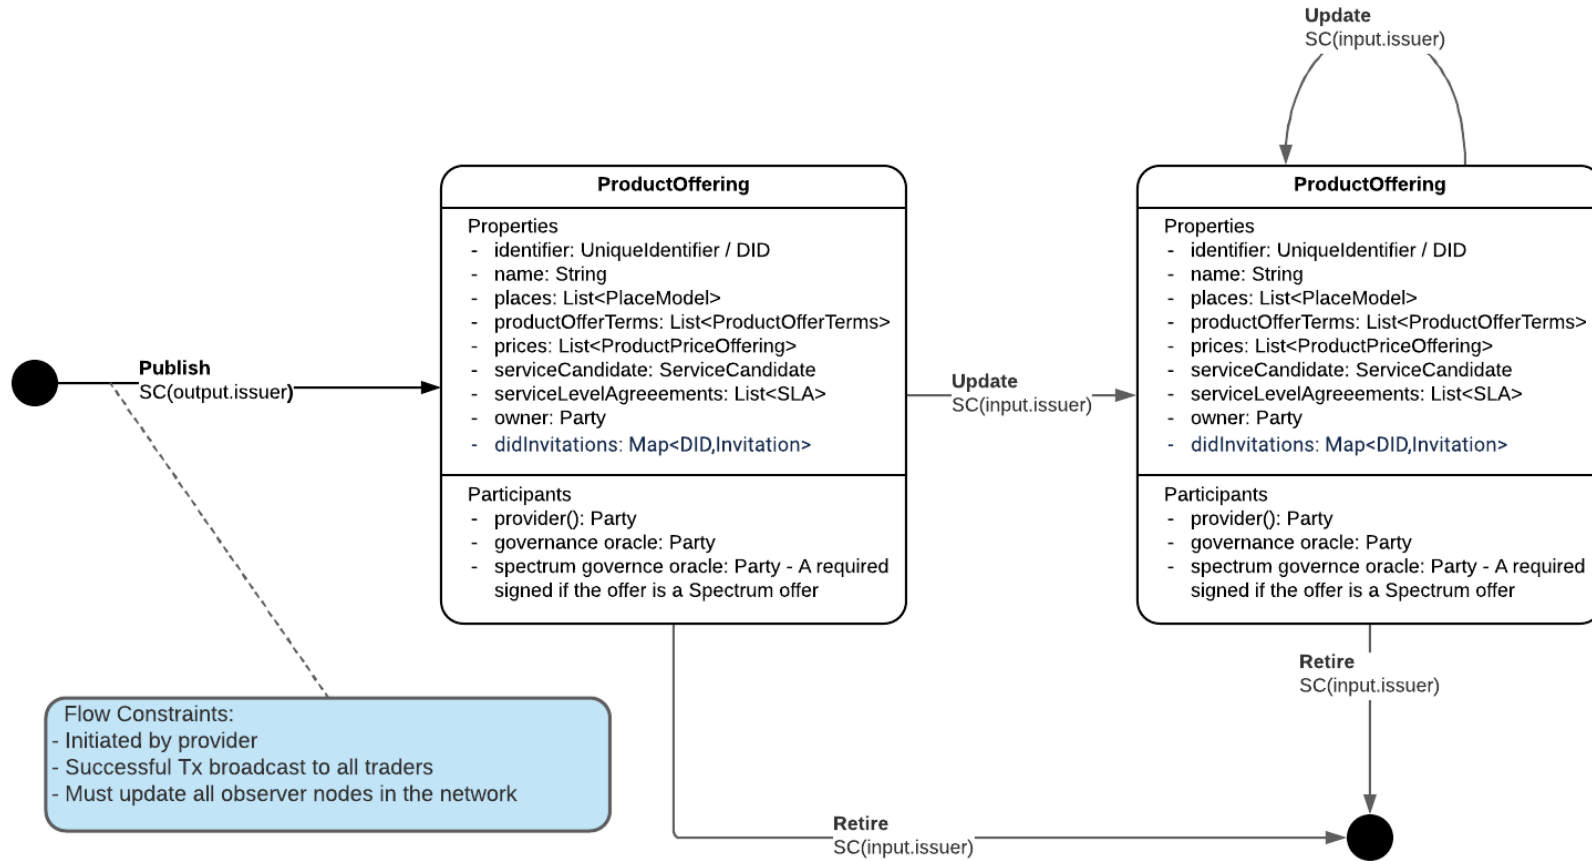 Update
SC(input.issuer)
ProductOffering
Properties
- identifier: UniqueIdentifier / DID
- name: String
- places: List<PlaceModel>
- productOfferTerms: List<ProductOfferTerms>
- prices: List<ProductPriceOffering>
- serviceCandidate: ServiceCandidate
- serviceLevelAgreeements: List<SLA>
- owner: Party
- didInvitations: Map<DID,Invitation>
Participants
- provider(): Party
- governance oracle: Party
- spectrum governce oracle: Party - A required
signed if the offer is a Spectrum offer
ProductOffering
Properties
- identifier: UniqueIdentifier / DID
- name: String
- places: List<PlaceModel>
- productOfferTerms: List<ProductOfferTerms>
- prices: List<ProductPriceOffering>
- serviceCandidate: ServiceCandidate
- serviceLevelAgreeements: List<SLA>
- owner: Party
- didInvitations: Map<DID,Invitation>
Participants
- provider(): Party
- governance oracle: Party
- spectrum governce oracle: Party - A required
signed if the offer is a Spectrum offer
Publish
SC(output.issuer)
Update
SC(input.issuer)
Retire
SC(input.issuer)
Flow Constraints:
- Initiated by provider
- Successful Tx broadcast to all traders
- Must update all observer nodes in the network
Retire
SC(input.issuer)